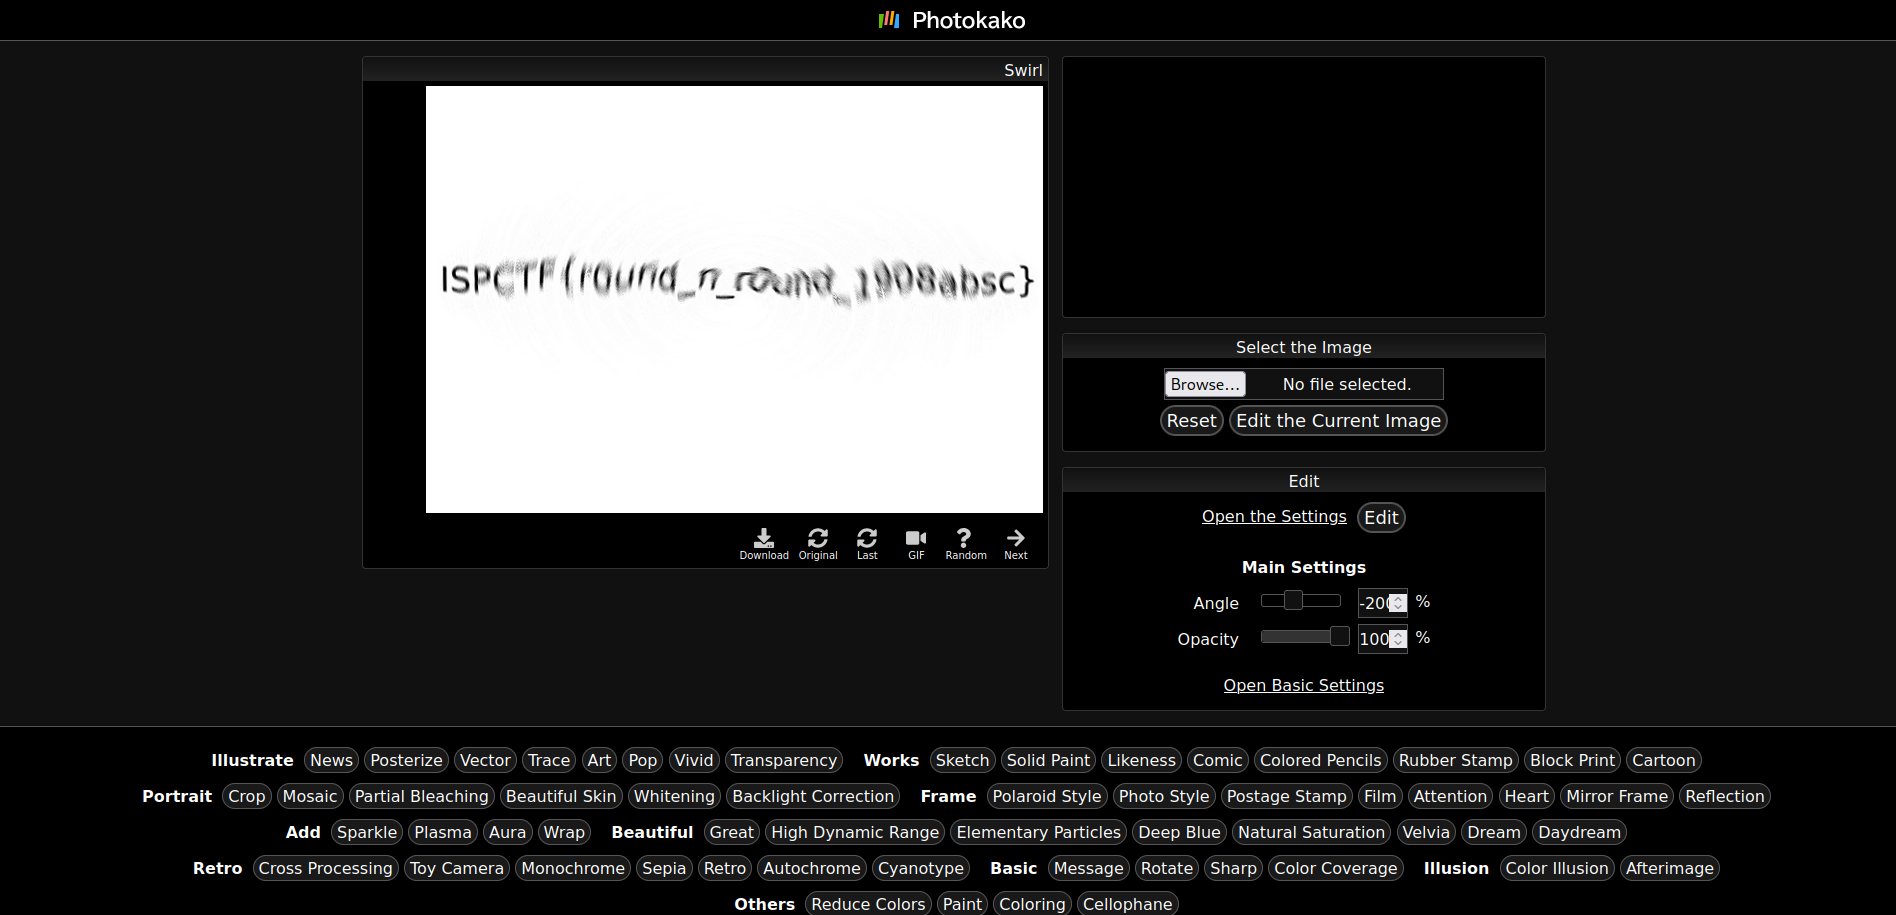 Photokako
Swirl
ISPCTF{round_n_round_1908absc}
Download
Original
Last
GIF
Random
Next
Select the Image
Browse...
No file selected.
Reset
Edit the Current Image
Edit
Open the Settings
Edit
Main Settings
Angle
-200
%
Opacity
100
%
Open Basic Settings
Illustrate News Posterize Vector Trace Art Pop Vivid Transparency Works Sketch Solid Paint Likeness Comic Colored Pencils Rubber Stamp Block Print Cartoon
Portrait Crop Mosaic Partial Bleaching Beautiful Skin Whitening Backlight Correction Frame Polaroid Style Photo Style Postage Stamp Film Attention Heart Mirror Frame Reflection
Add Sparkle Plasma Aura Wrap Beautiful Great High Dynamic Range Elementary Particles Deep Blue Natural Saturation Velvia Dream Daydream
Retro Cross Processing Toy Camera Monochrome Sepia Retro Autochrome Cyanotype Basic Message Rotate Sharp Color Coverage Illusion Color Illusion Afterimage
Others Reduce Colors Paint Coloring Cellophane